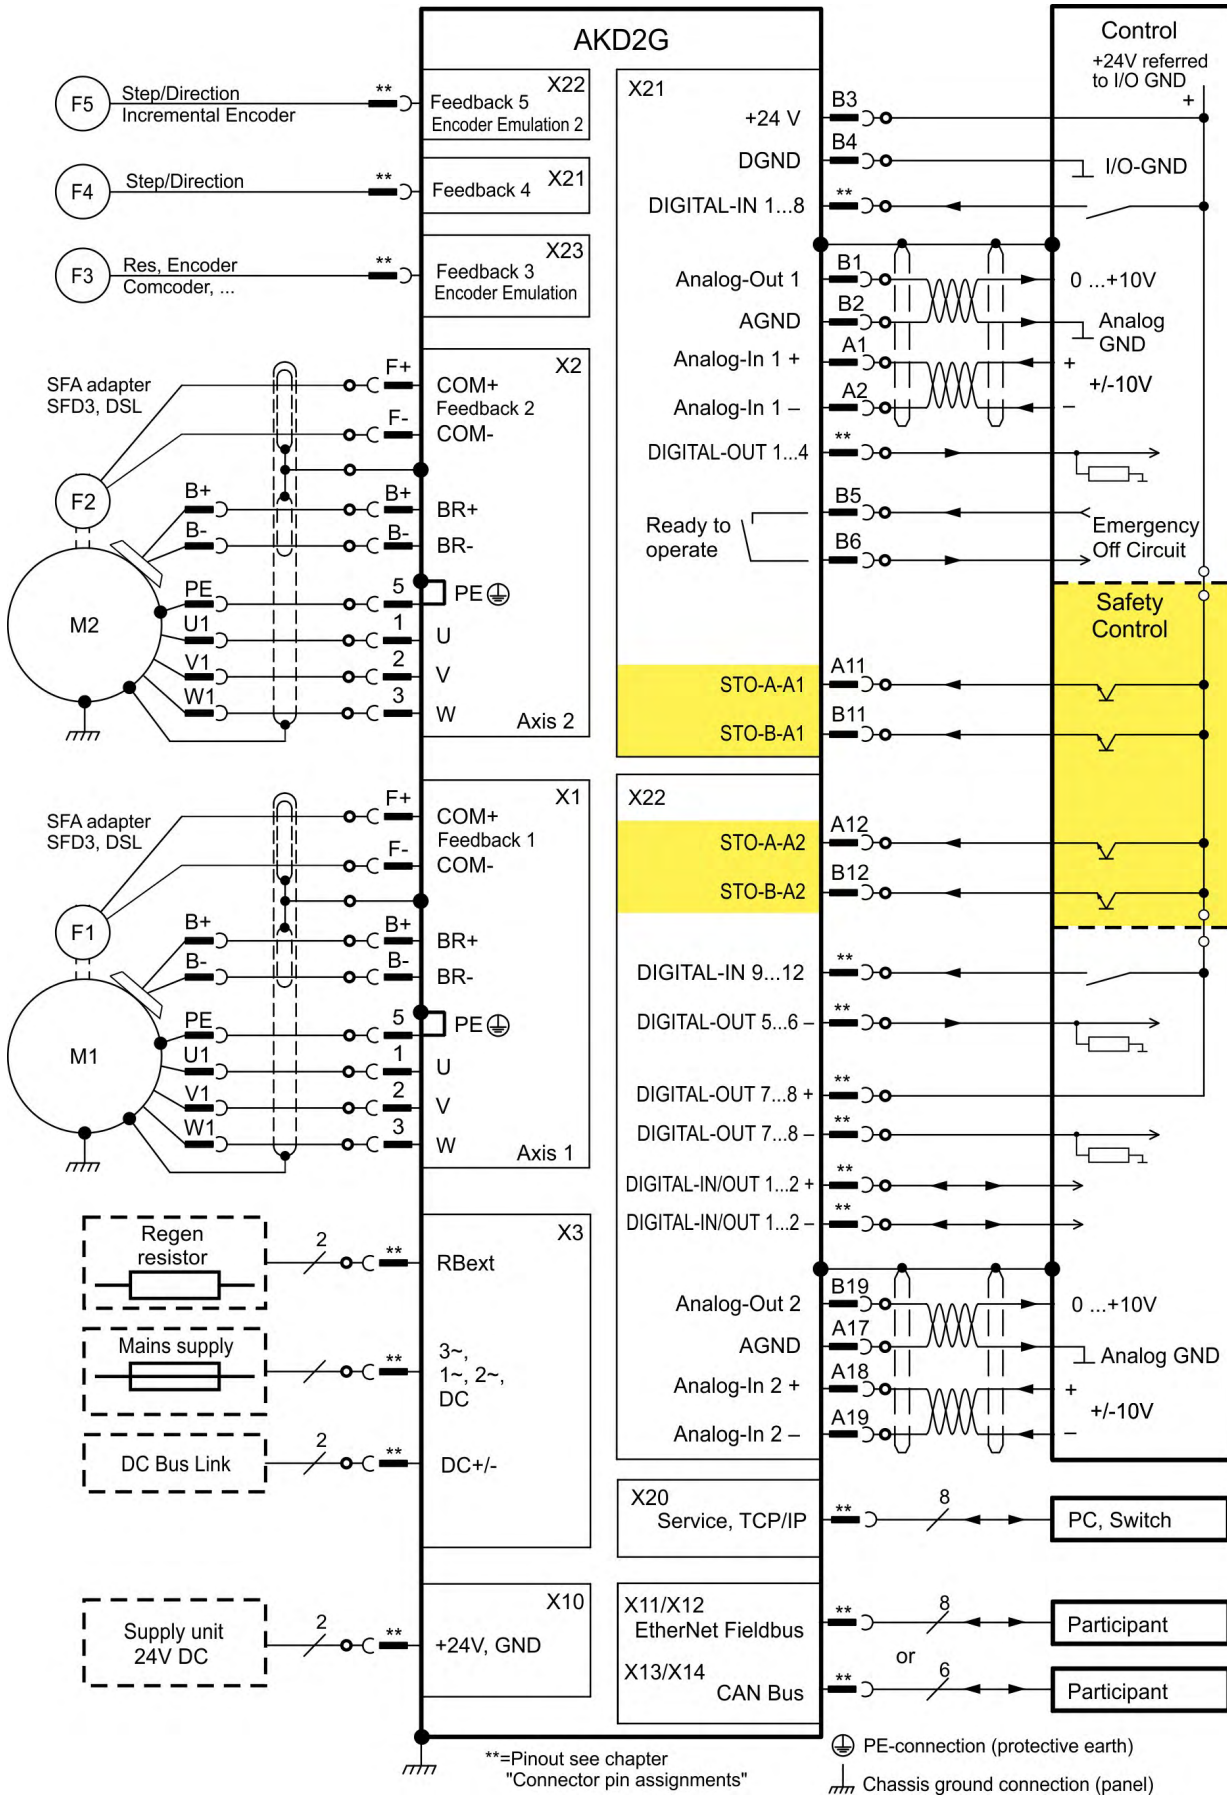 AKD2G
F5
Step/Direction
Incremental Encoder
**
X22
Feedback 5
Encoder Emulation 2
F4
Step/Direction
**
X21
Feedback 4
F3
Res, Encoder
Comcoder, ...
**
X23
Feedback 3
Encoder Emulation
SFA adapter
SFD3, DSL
F2
M2
X2
F+
COM+
Feedback 2
F-
COM-
B+
B+
BR+
B-
B-
BR-
PE
5
PE
U1
1
U
V1
2
V
W1
3
W
Axis 2
SFA adapter
SFD3, DSL
F1
M1
X1
F+
COM+
Feedback 1
F-
COM-
B+
B+
BR+
B-
B-
BR-
PE
5
PE
U1
1
U
V1
2
V
W1
3
W
Axis 1
Regen
resistor
2
**
RBext
X3
Mains supply
**
3~,
1~, 2~,
DC
DC Bus Link
2
**
DC+/-
Supply unit
24V DC
2
**
+24V, GND
X10
X21
+24 V
B3
DGND
B4
DIGITAL-IN 1...8
**
Analog-Out 1
B1
AGND
B2
Analog-In 1 +
A1
Analog-In 1 –
A2
DIGITAL-OUT 1...4
**
Ready to
operate
B5
B6
STO-A-A1
A11
STO-B-A1
B11
X22
STO-A-A2
A12
STO-B-A2
B12
DIGITAL-IN 9...12
**
DIGITAL-OUT 5...6 –
**
DIGITAL-OUT 7...8 +
**
DIGITAL-OUT 7...8 –
**
DIGITAL-IN/OUT 1...2 +
**
DIGITAL-IN/OUT 1...2 –
**
Analog-Out 2
B19
AGND
A17
Analog-In 2 +
A18
Analog-In 2 –
A19
X20
Service, TCP/IP
**
8
PC, Switch
X11/X12
EtherNet Fieldbus
**
8
Participant
or
X13/X14
CAN Bus
**
6
Participant
Control
+24V referred
to I/O GND
+
I/O-GND
0 ...+10V
Analog
GND
+
+/-10V
–
Emergency
Off Circuit
Safety
Control
0 ...+10V
Analog GND
+
+/-10V
–
**=Pinout see chapter
"Connector pin assignments"
PE-connection (protective earth)
Chassis ground connection (panel)